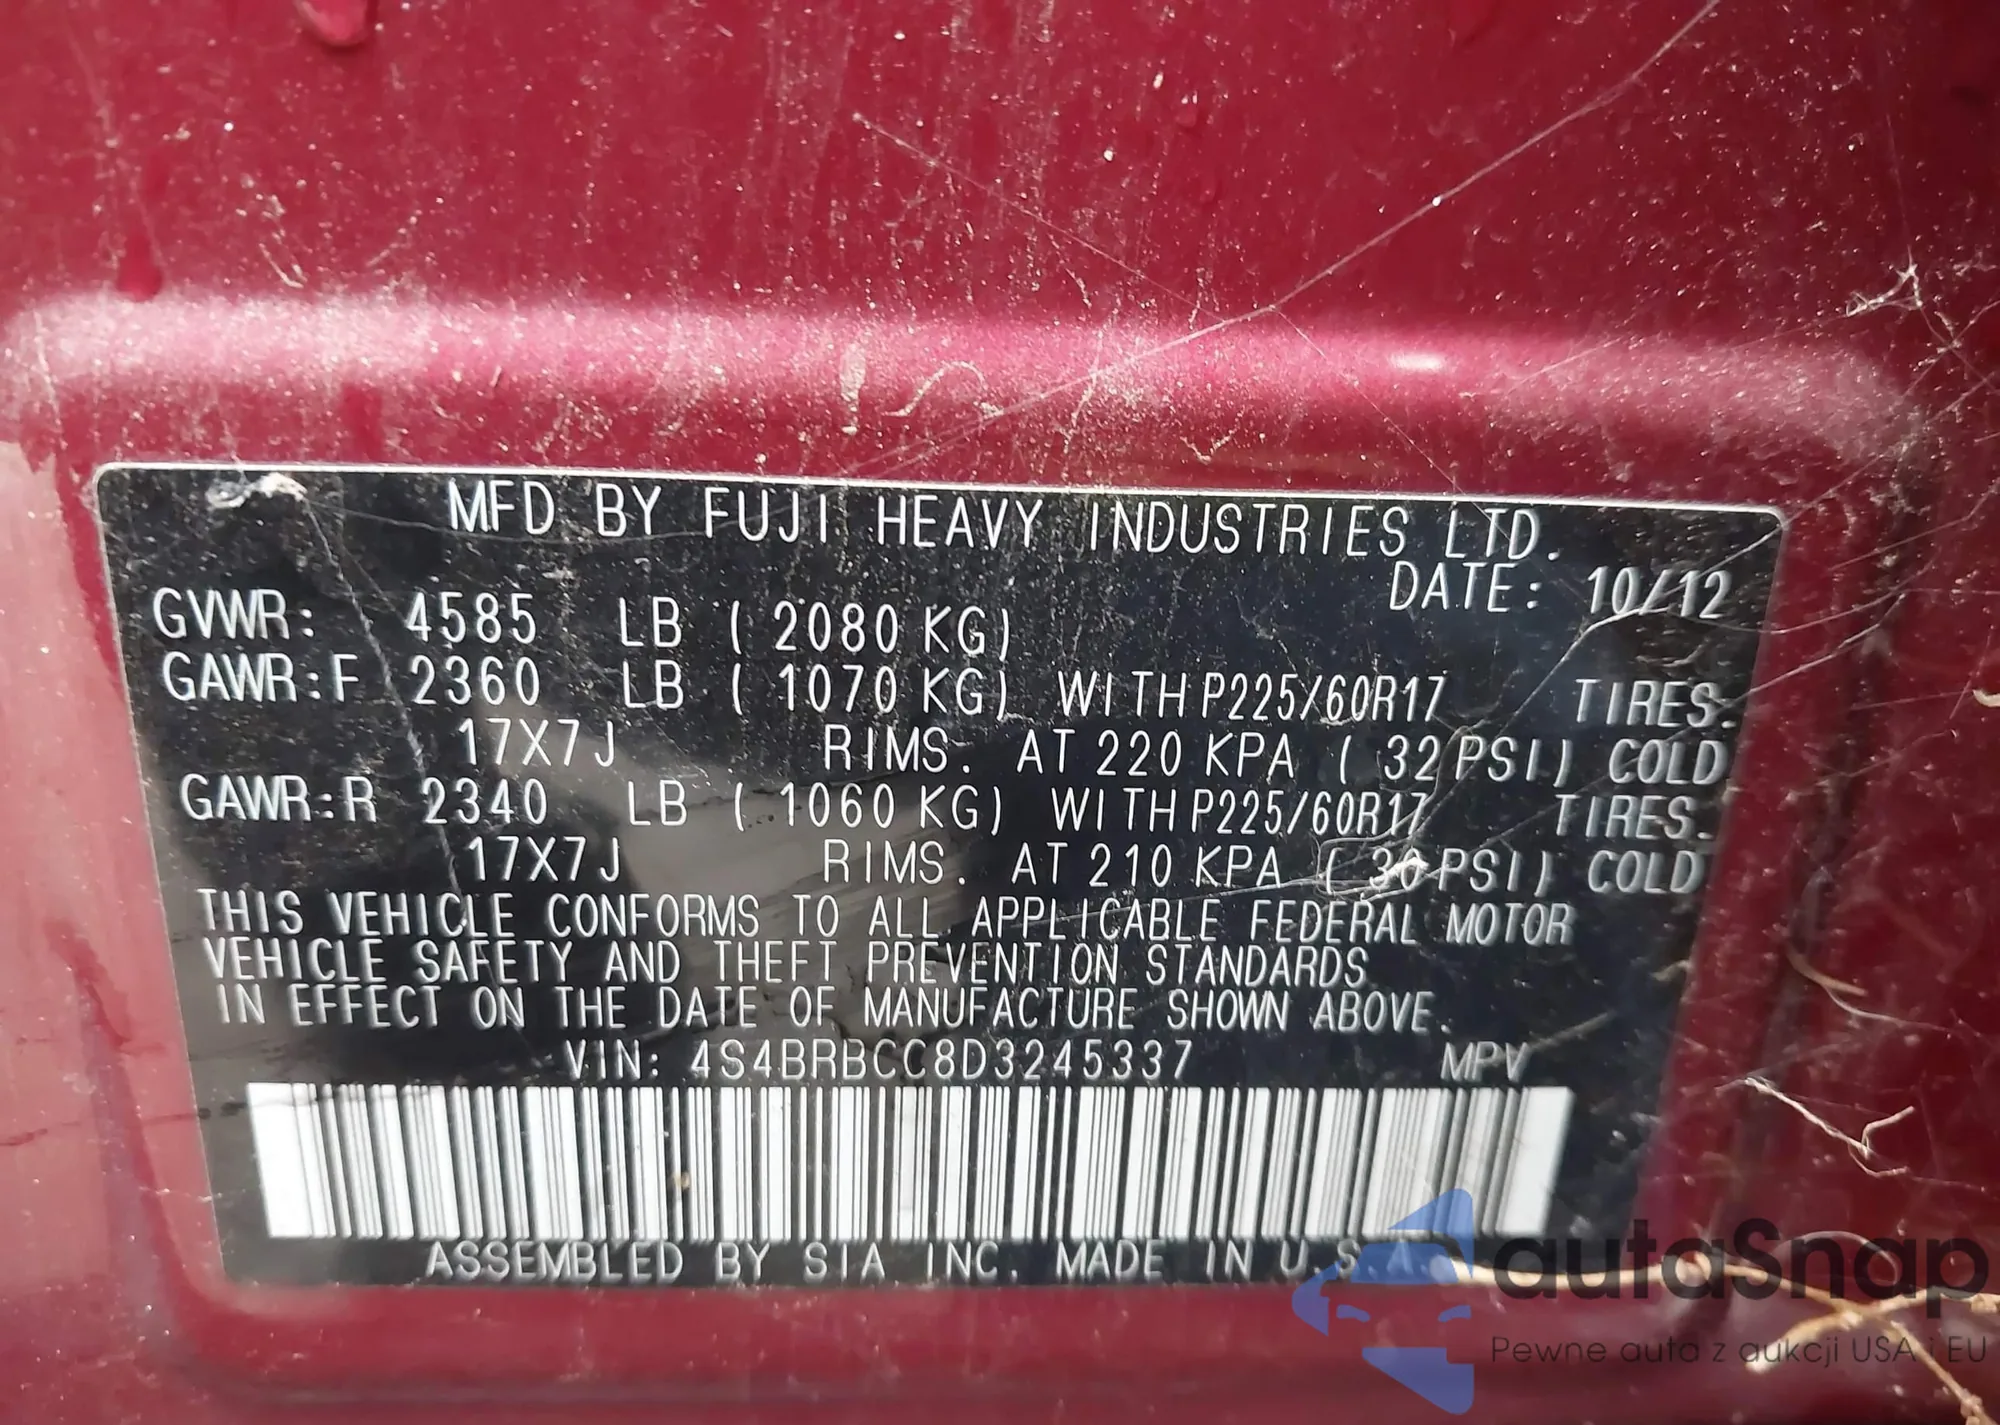 MFD BY FUJI HEAVY INDUSTRIES LTD.
DATE: 10/12
GVWR: 4585 LB ( 2080 KG)
GAWR:F 2360 LB ( 1070 KG) WITH P225/60R17 TIRES.
17X7J RIMS. AT 220 KPA ( 32 PSI) COLD
GAWR:R 2340 LB ( 1060 KG) WITH P225/60R17 TIRES.
17X7J RIMS. AT 210 KPA ( 30 PSI) COLD
THIS VEHICLE CONFORMS TO ALL APPLICABLE FEDERAL MOTOR
VEHICLE SAFETY AND THEFT PREVENTION STANDARDS
IN EFFECT ON THE DATE OF MANUFACTURE SHOWN ABOVE.
VIN: 4S4BRBCC8D3245337 MPV
ASSEMBLED BY SIA INC. MADE IN U.S.A.
autaSnap
Pewne auta z aukcji USA i EU